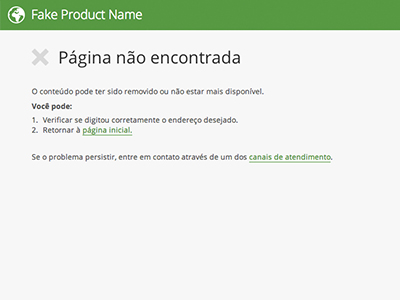 Fake Product Name
Página não encontrada
O conteúdo pode ter sido removido ou não estar mais disponível.
Você pode:
1. Verificar se digitou corretamente o endereço desejado.
2. Retornar à página inicial.
Se o problema persistir, entre em contato através de um dos canais de atendimento.